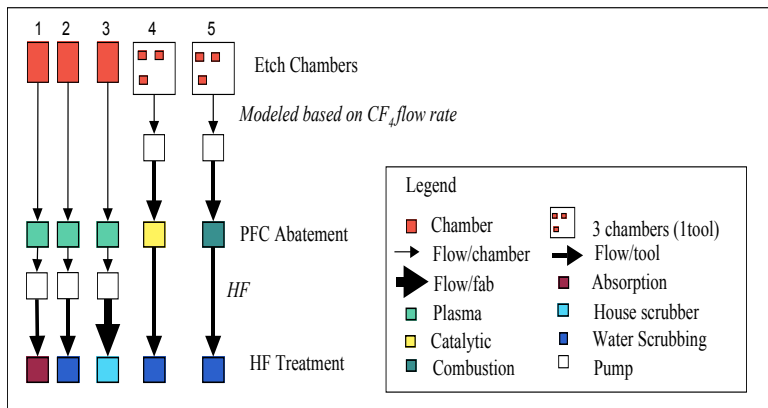 1 2 3 4 5
Etch Chambers
Modeled based on CF4 flow rate
PFC Abatement
HF
HF Treatment
Legend
Chamber
Flow/chamber
Flow/fab
Plasma
Catalytic
Combustion
3 chambers (1tool)
Flow/tool
Absorption
House scrubber
Water Scrubbing
Pump